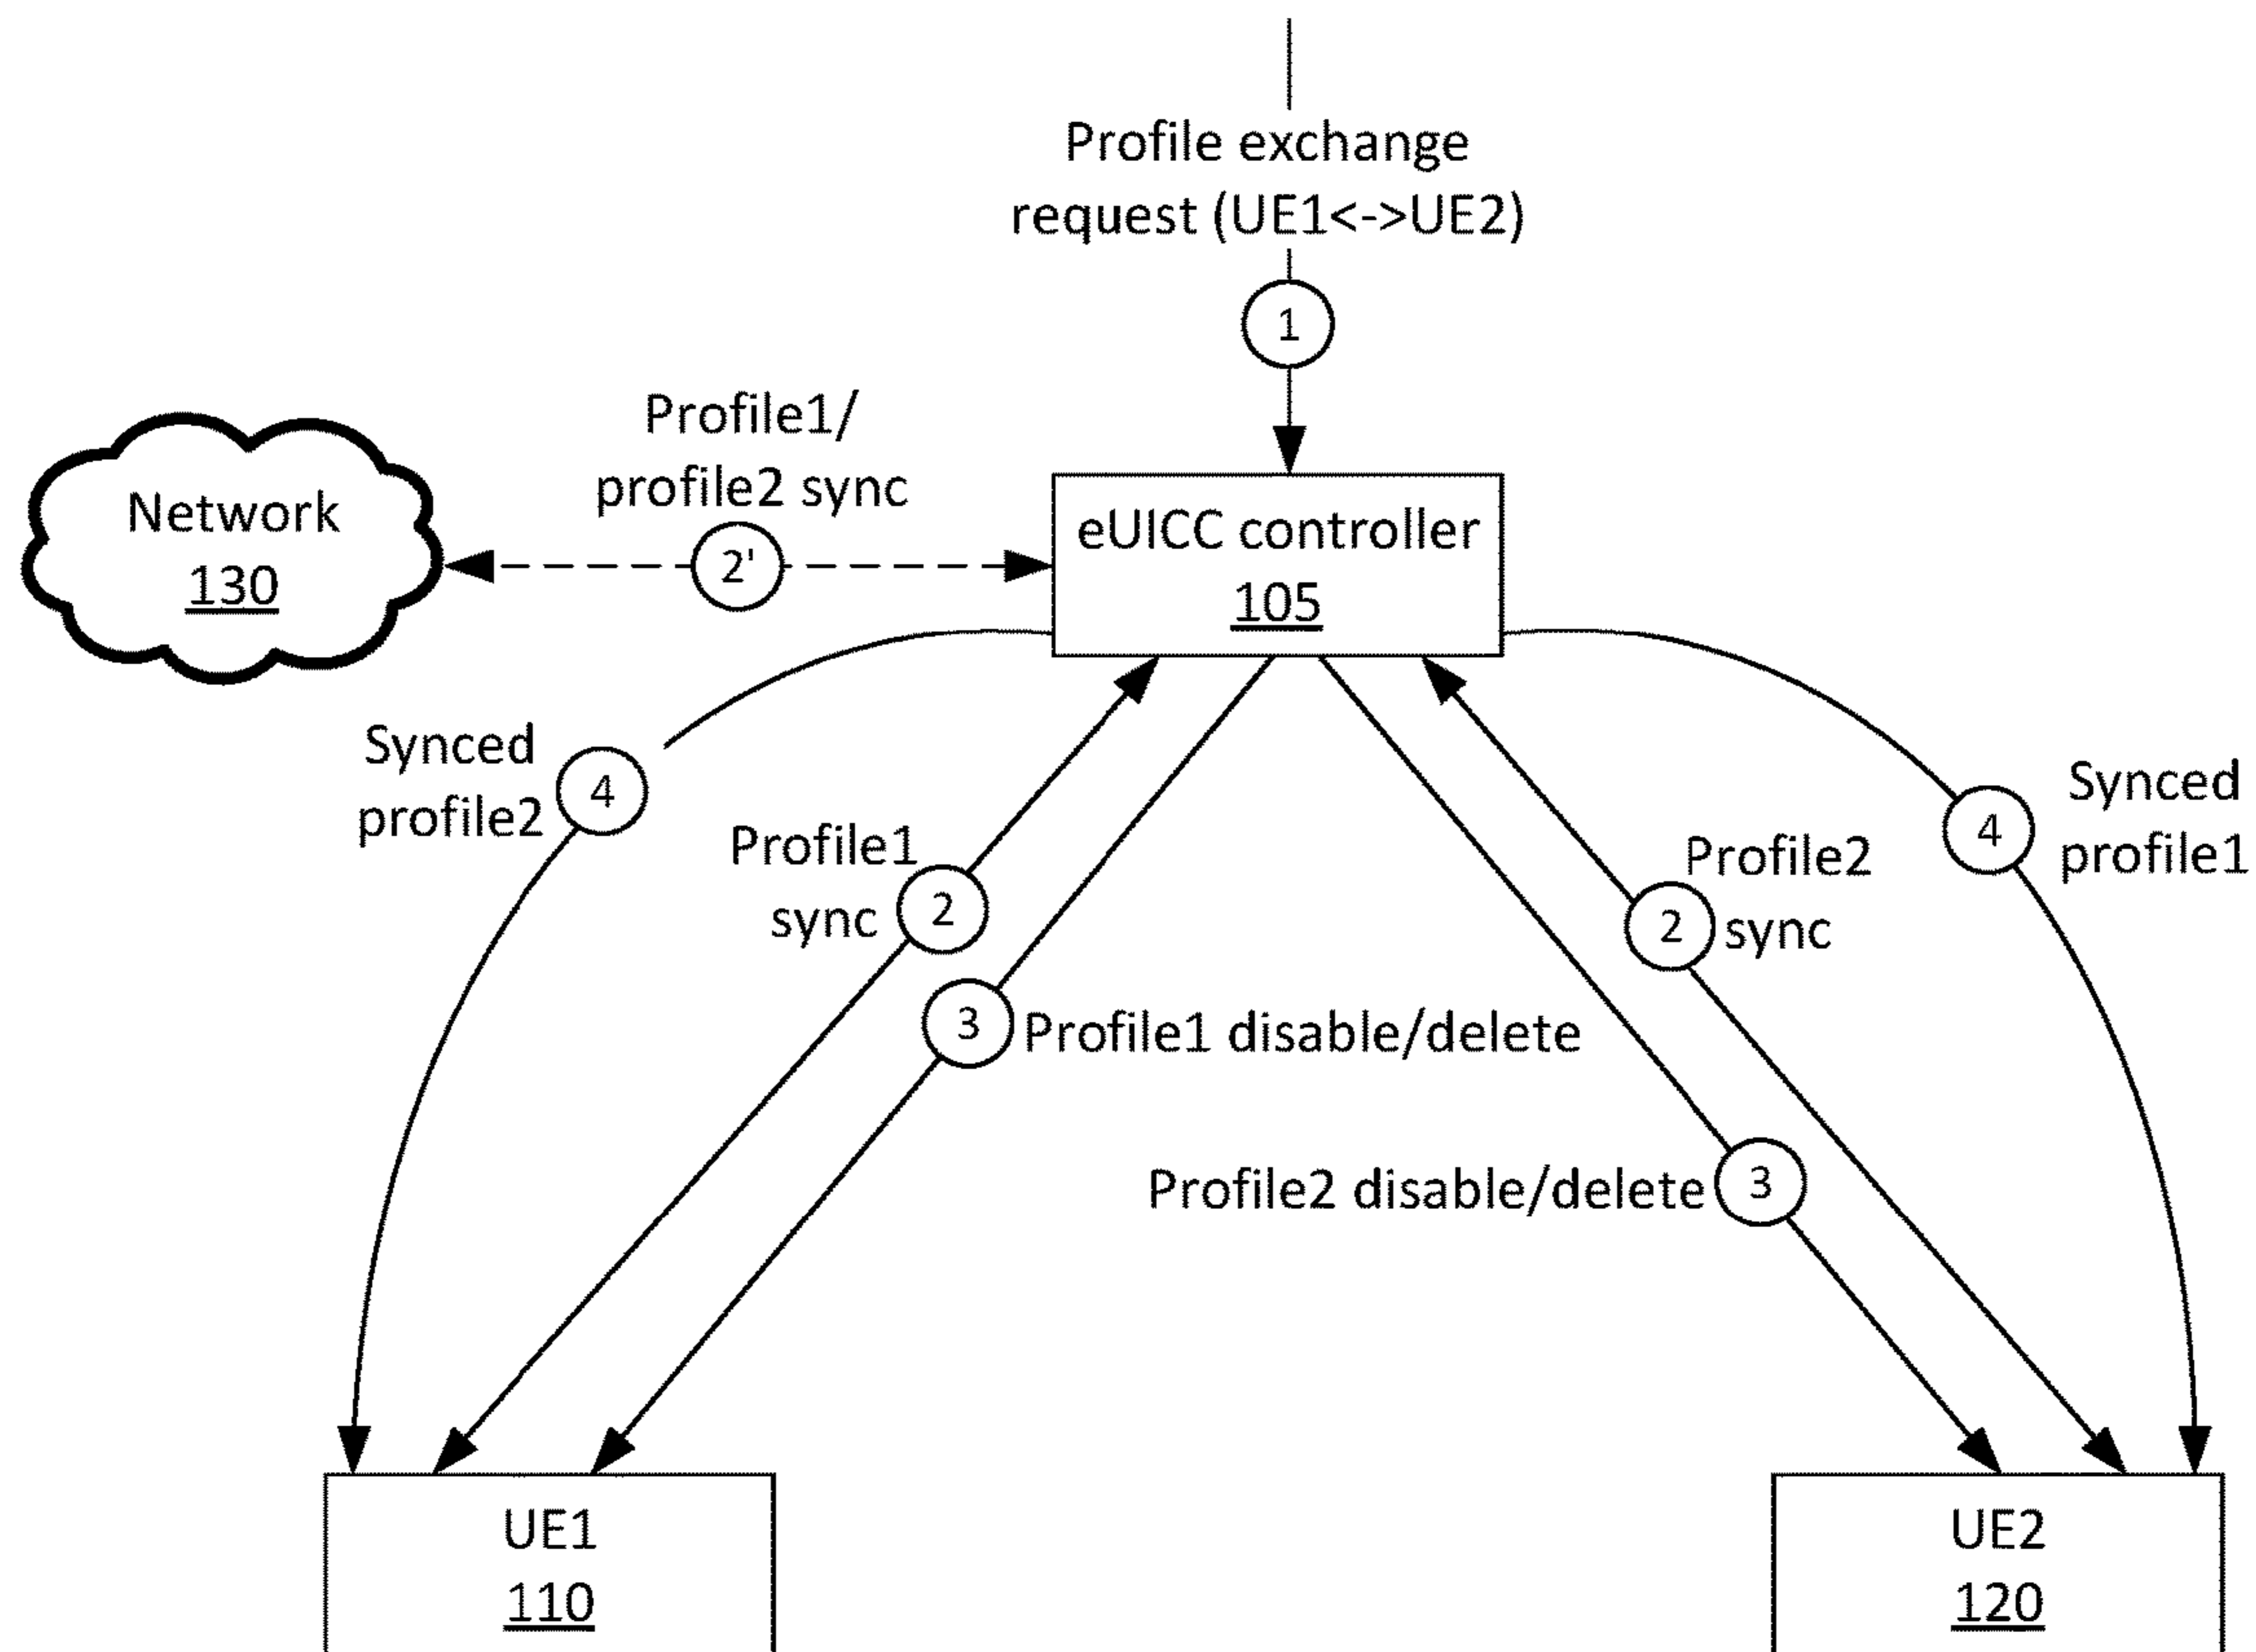 Profile exchange
request (UE1<->UE2)
1
Profile1/
profile2 sync
Network
130
2'
eUICC controller
105
Synced
profile2
4
Profile1
sync
2
Profile2
sync
2
4
Synced
profile1
3
Profile1 disable/delete
Profile2 disable/delete
3
UE1
110
UE2
120